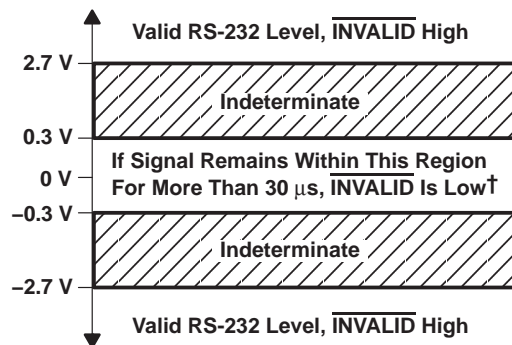 Valid RS-232 Level, INVALID High
2.7 V
Indeterminate
0.3 V
If Signal Remains Within This Region
0 V
For More Than 30 μs, INVALID Is Low†
−0.3 V
Indeterminate
−2.7 V
Valid RS-232 Level, INVALID High